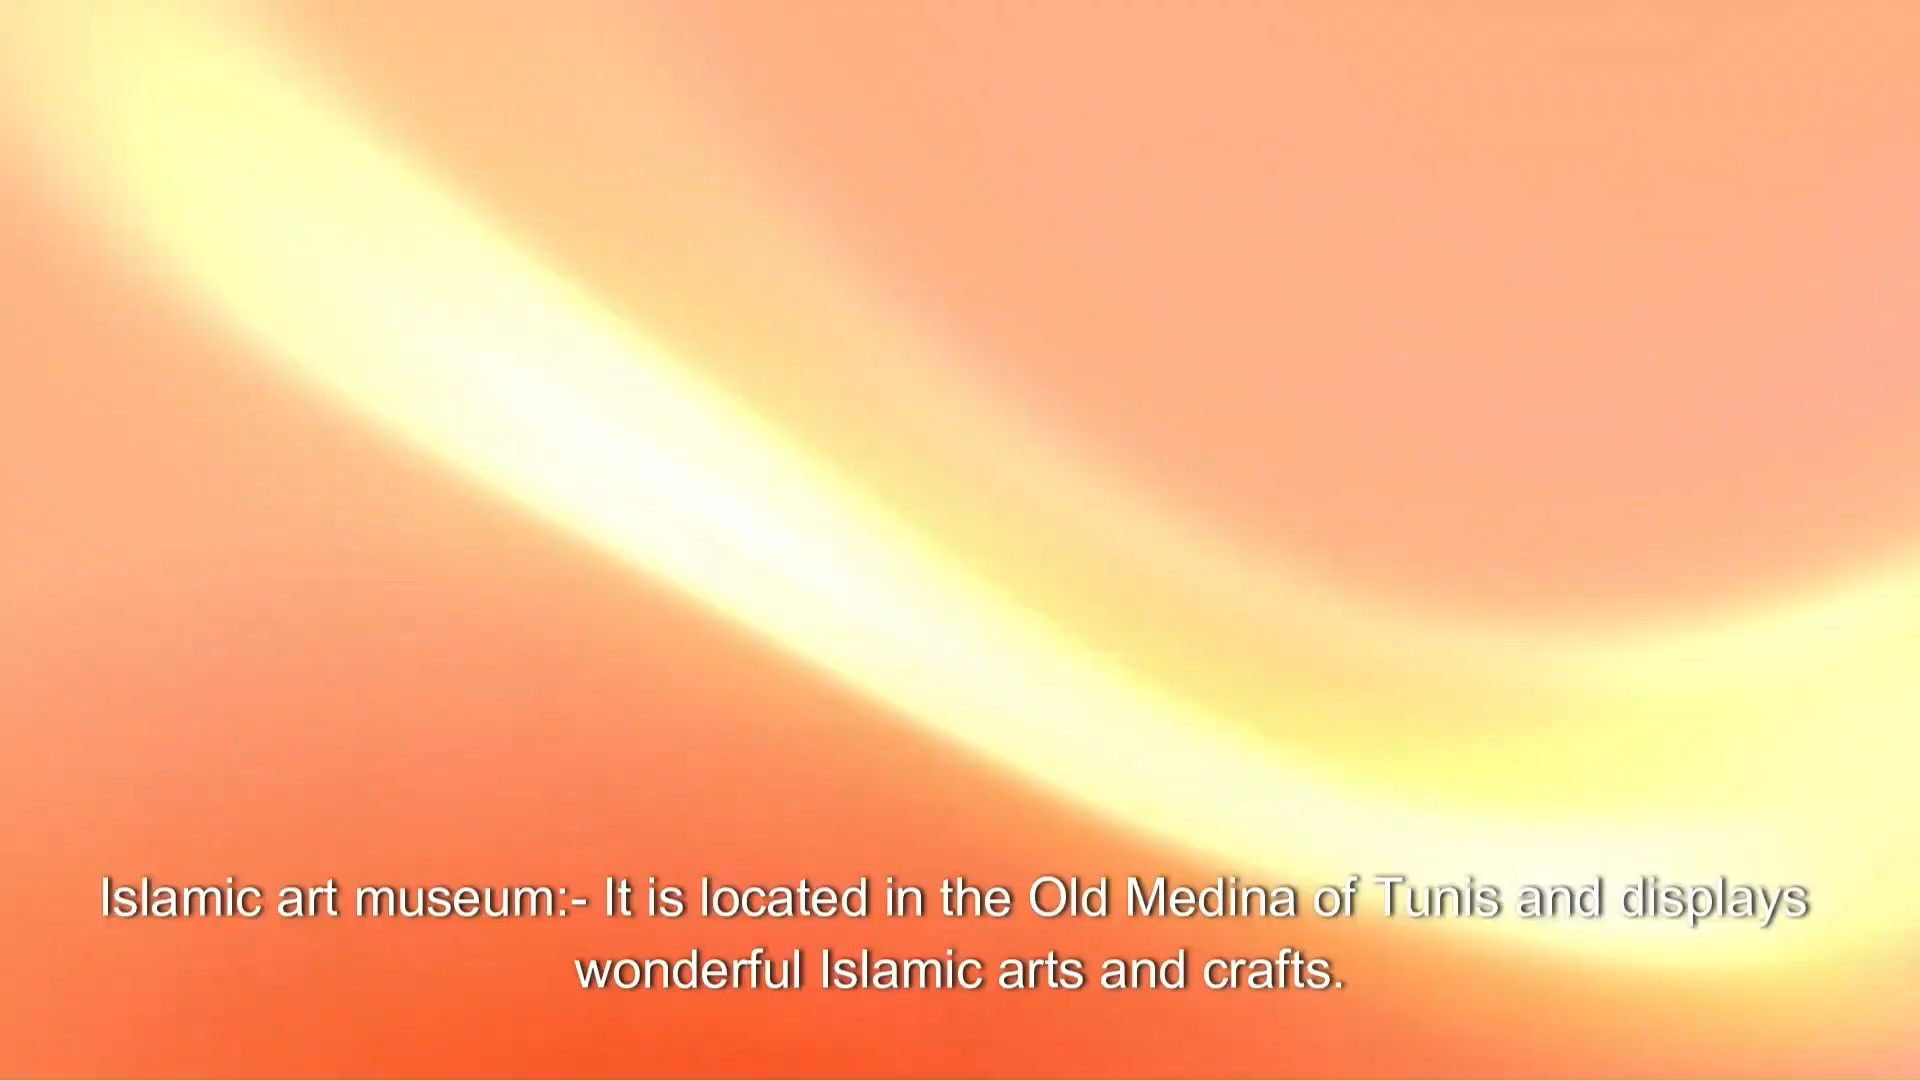 Islamic art museum:- It is located in the Old Medina of Tunis and displays
wonderful Islamic arts and crafts.